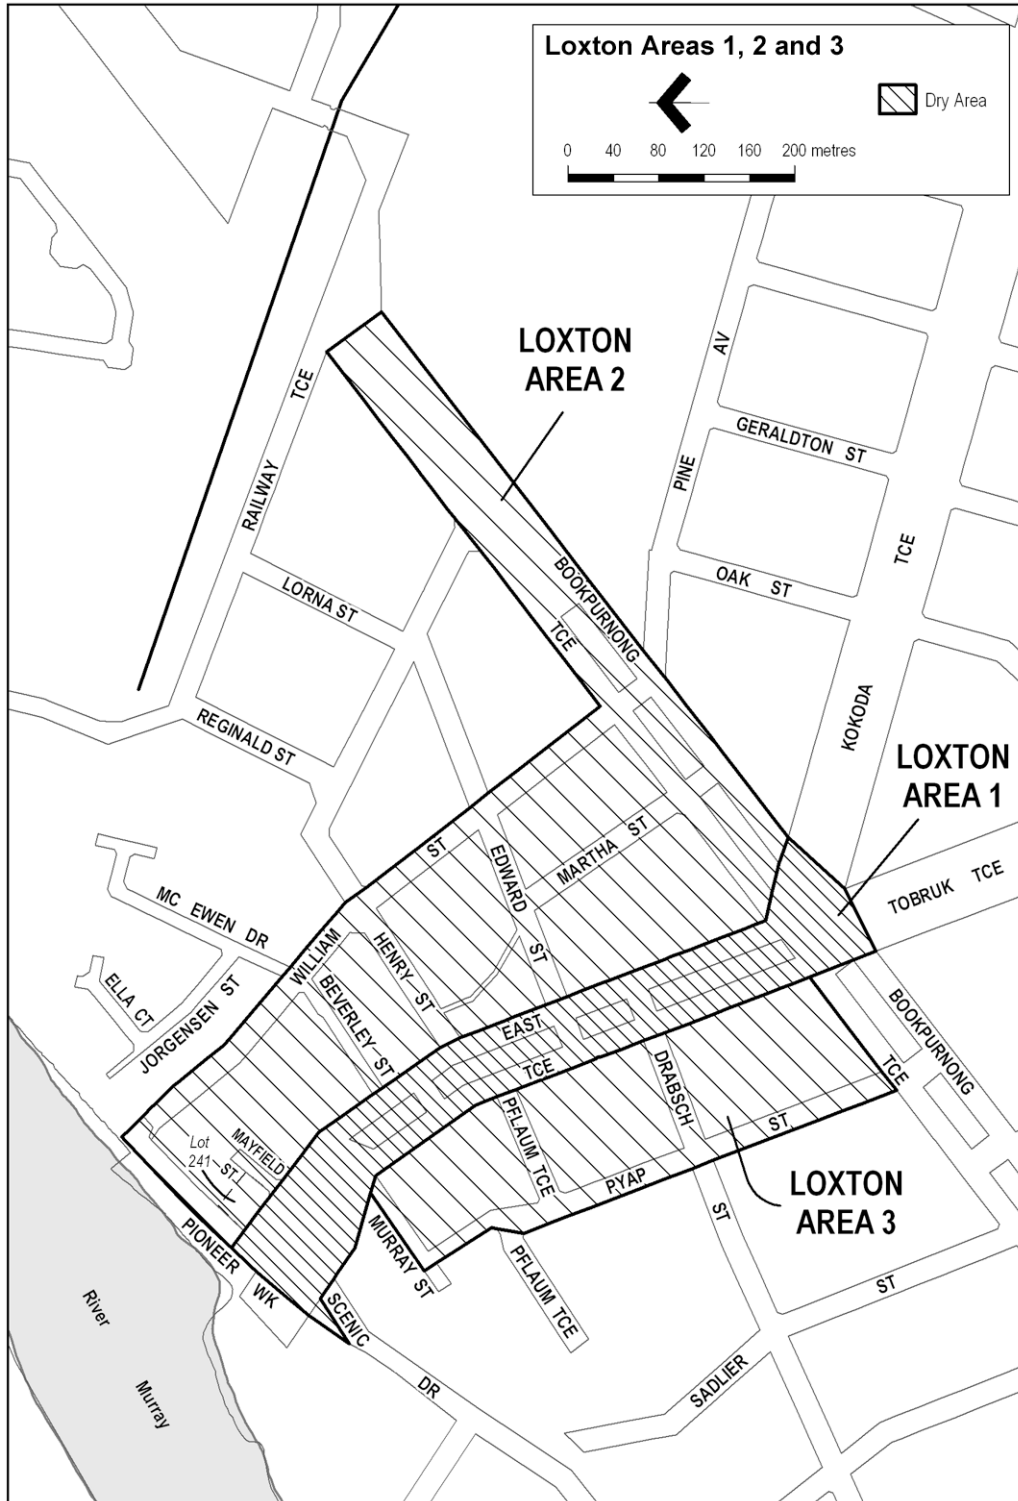 Loxton Areas 1, 2 and 3
Dry Area
0 40 80 120 160 200 metres
LOXTON
AREA 2
AV
PINE
GERALDTON ST
TCE
RAILWAY
TCE
OAK ST
LORNA ST
BOOKPURNONG
TCE
KOKODA
REGINALD ST
LOXTON
AREA 1
TOBRUK TCE
ST
EDWARD
ST
MARTHA ST
MC EWEN DR
WILLIAM
HENRY ST
BEVERLEY ST
ELLA CT
JORGENSEN ST
EAST
TCE
BOOKPURNONG
TCE
DRABSCH
ST
PFLAUM TCE
ST
PYAP
MAYFIELD
ST
Lot
241
LOXTON
AREA 3
MURRAY ST
PFLAUM TCE
PIONEER
WK
SCENIC
DR
ST
SADLIER
River
Murray